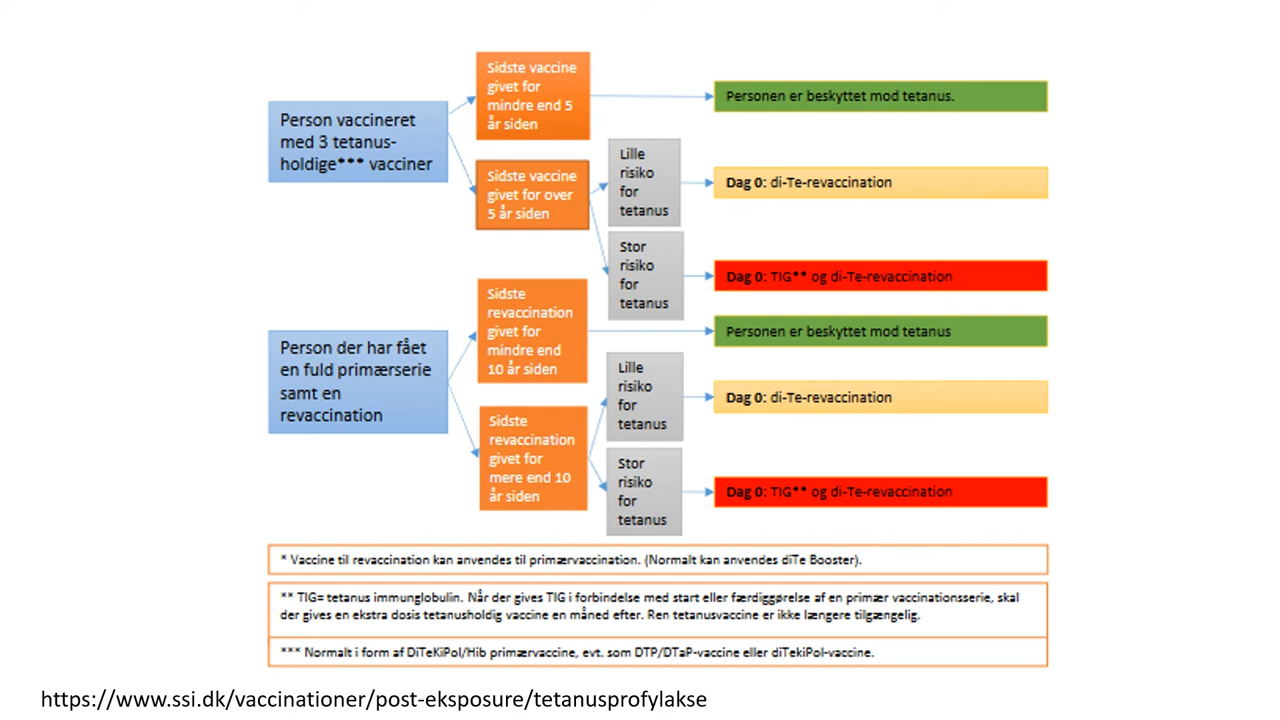 Person vaccineret
med 3 tetanus-
holdige*** vacciner
Sidste vaccine
givet for
mindre end 5
år siden
Personen er beskyttet mod tetanus.
Sidste vaccine
givet for over
5 år siden
Lille
risiko
for
tetanus
Dag 0: di-Te-revaccination
Stor
risiko
for
tetanus
Dag 0: TIG** og di-Te-revaccination
Person der har fået
en fuld primærserie
samt en
revaccination
Sidste
revaccination
givet for
mindre end
10 år siden
Personen er beskyttet mod tetanus
Sidste
revaccination
givet for
mere end 10
år siden
Lille
risiko
for
tetanus
Dag 0: di-Te-revaccination
Stor
risiko
for
tetanus
Dag 0: TIG** og di-Te-revaccination
* Vaccine til revaccination kan anvendes til primærvaccination. (Normalt kan anvendes diTe Booster).
** TIG= tetanus immunglobulin. Når der gives TIG i forbindelse med start eller færdiggørelse af en primær vaccinationsserie, skal
der gives en ekstra dosis tetanusholdig vaccine en måned efter. Ren tetanusvaccine er ikke længere tilgængelig.
*** Normalt i form af DiTeKiPol/Hib primærvaccine, evt. som DTP/DTaP-vaccine eller diTekiPol-vaccine.
https://www.ssi.dk/vaccinationer/post-eksposure/tetanusprofylakse